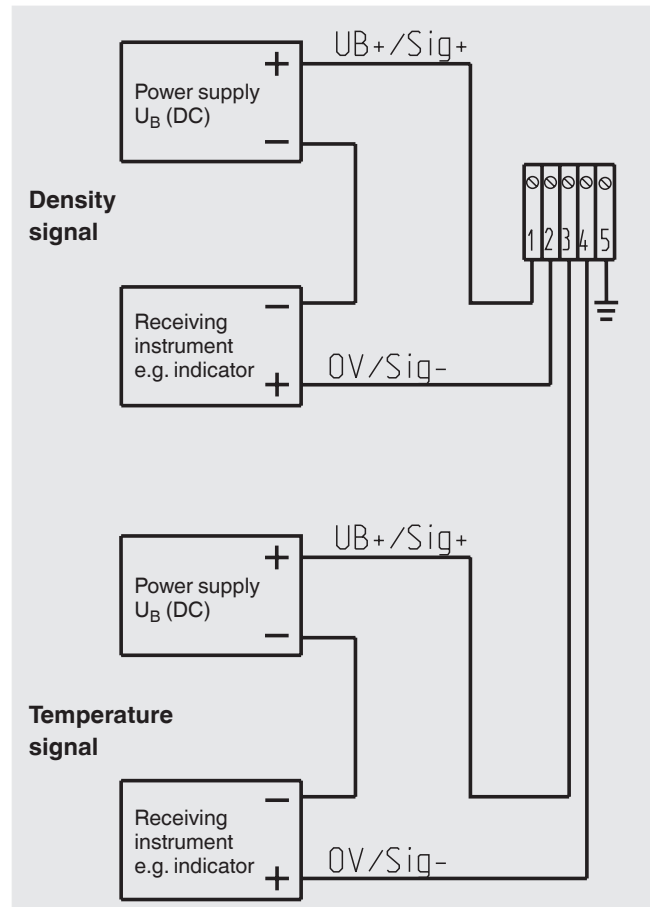 UB+/Sig+
+
Power supply
UB (DC)
−
Density
signal
1 2 3 4 5
−
Receiving
instrument
e.g. indicator
+
0V/Sig-
UB+/Sig+
+
Power supply
UB (DC)
−
Temperature
signal
−
Receiving
instrument
e.g. indicator
+
0V/Sig-